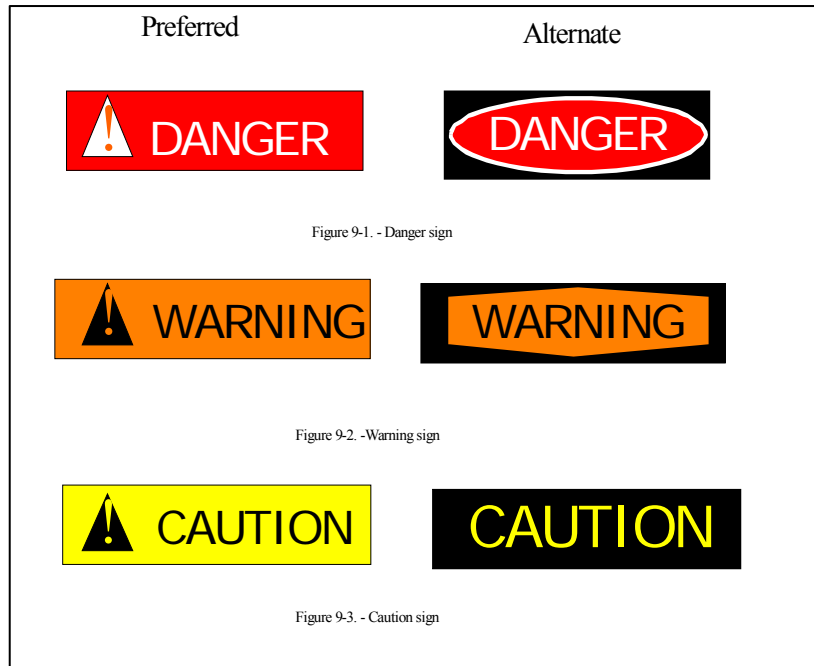 Preferred Alternate
! DANGER DANGER
Figure 9-1. - Danger sign
! WARNING WARNING
Figure 9-2. -Warning sign
! CAUTION CAUTION
Figure 9-3. - Caution sign